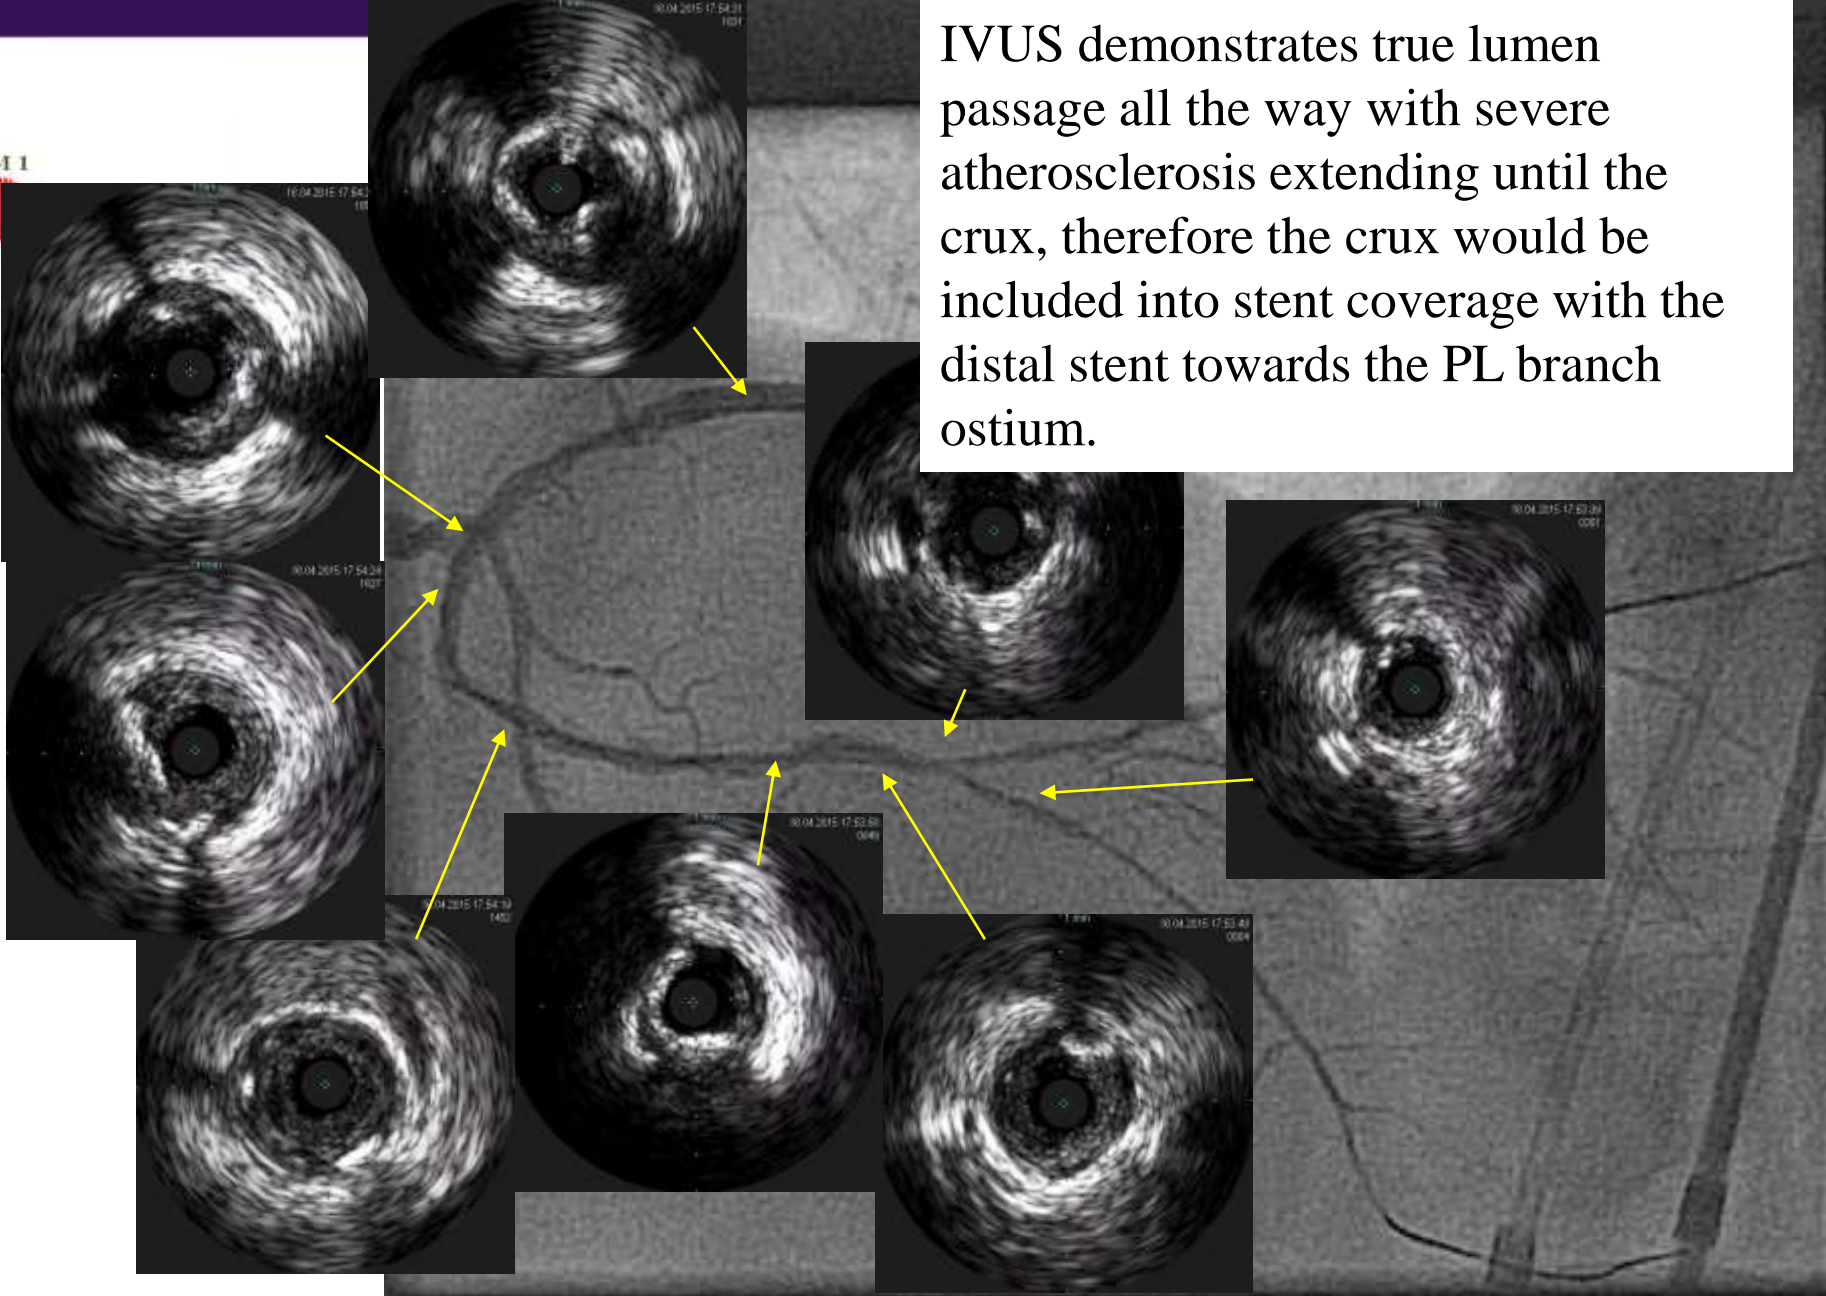 IVUS demonstrates true lumen
passage all the way with severe
atherosclerosis extending until the
crux, therefore the crux would be
included into stent coverage with the
distal stent towards the PL branch
ostium.